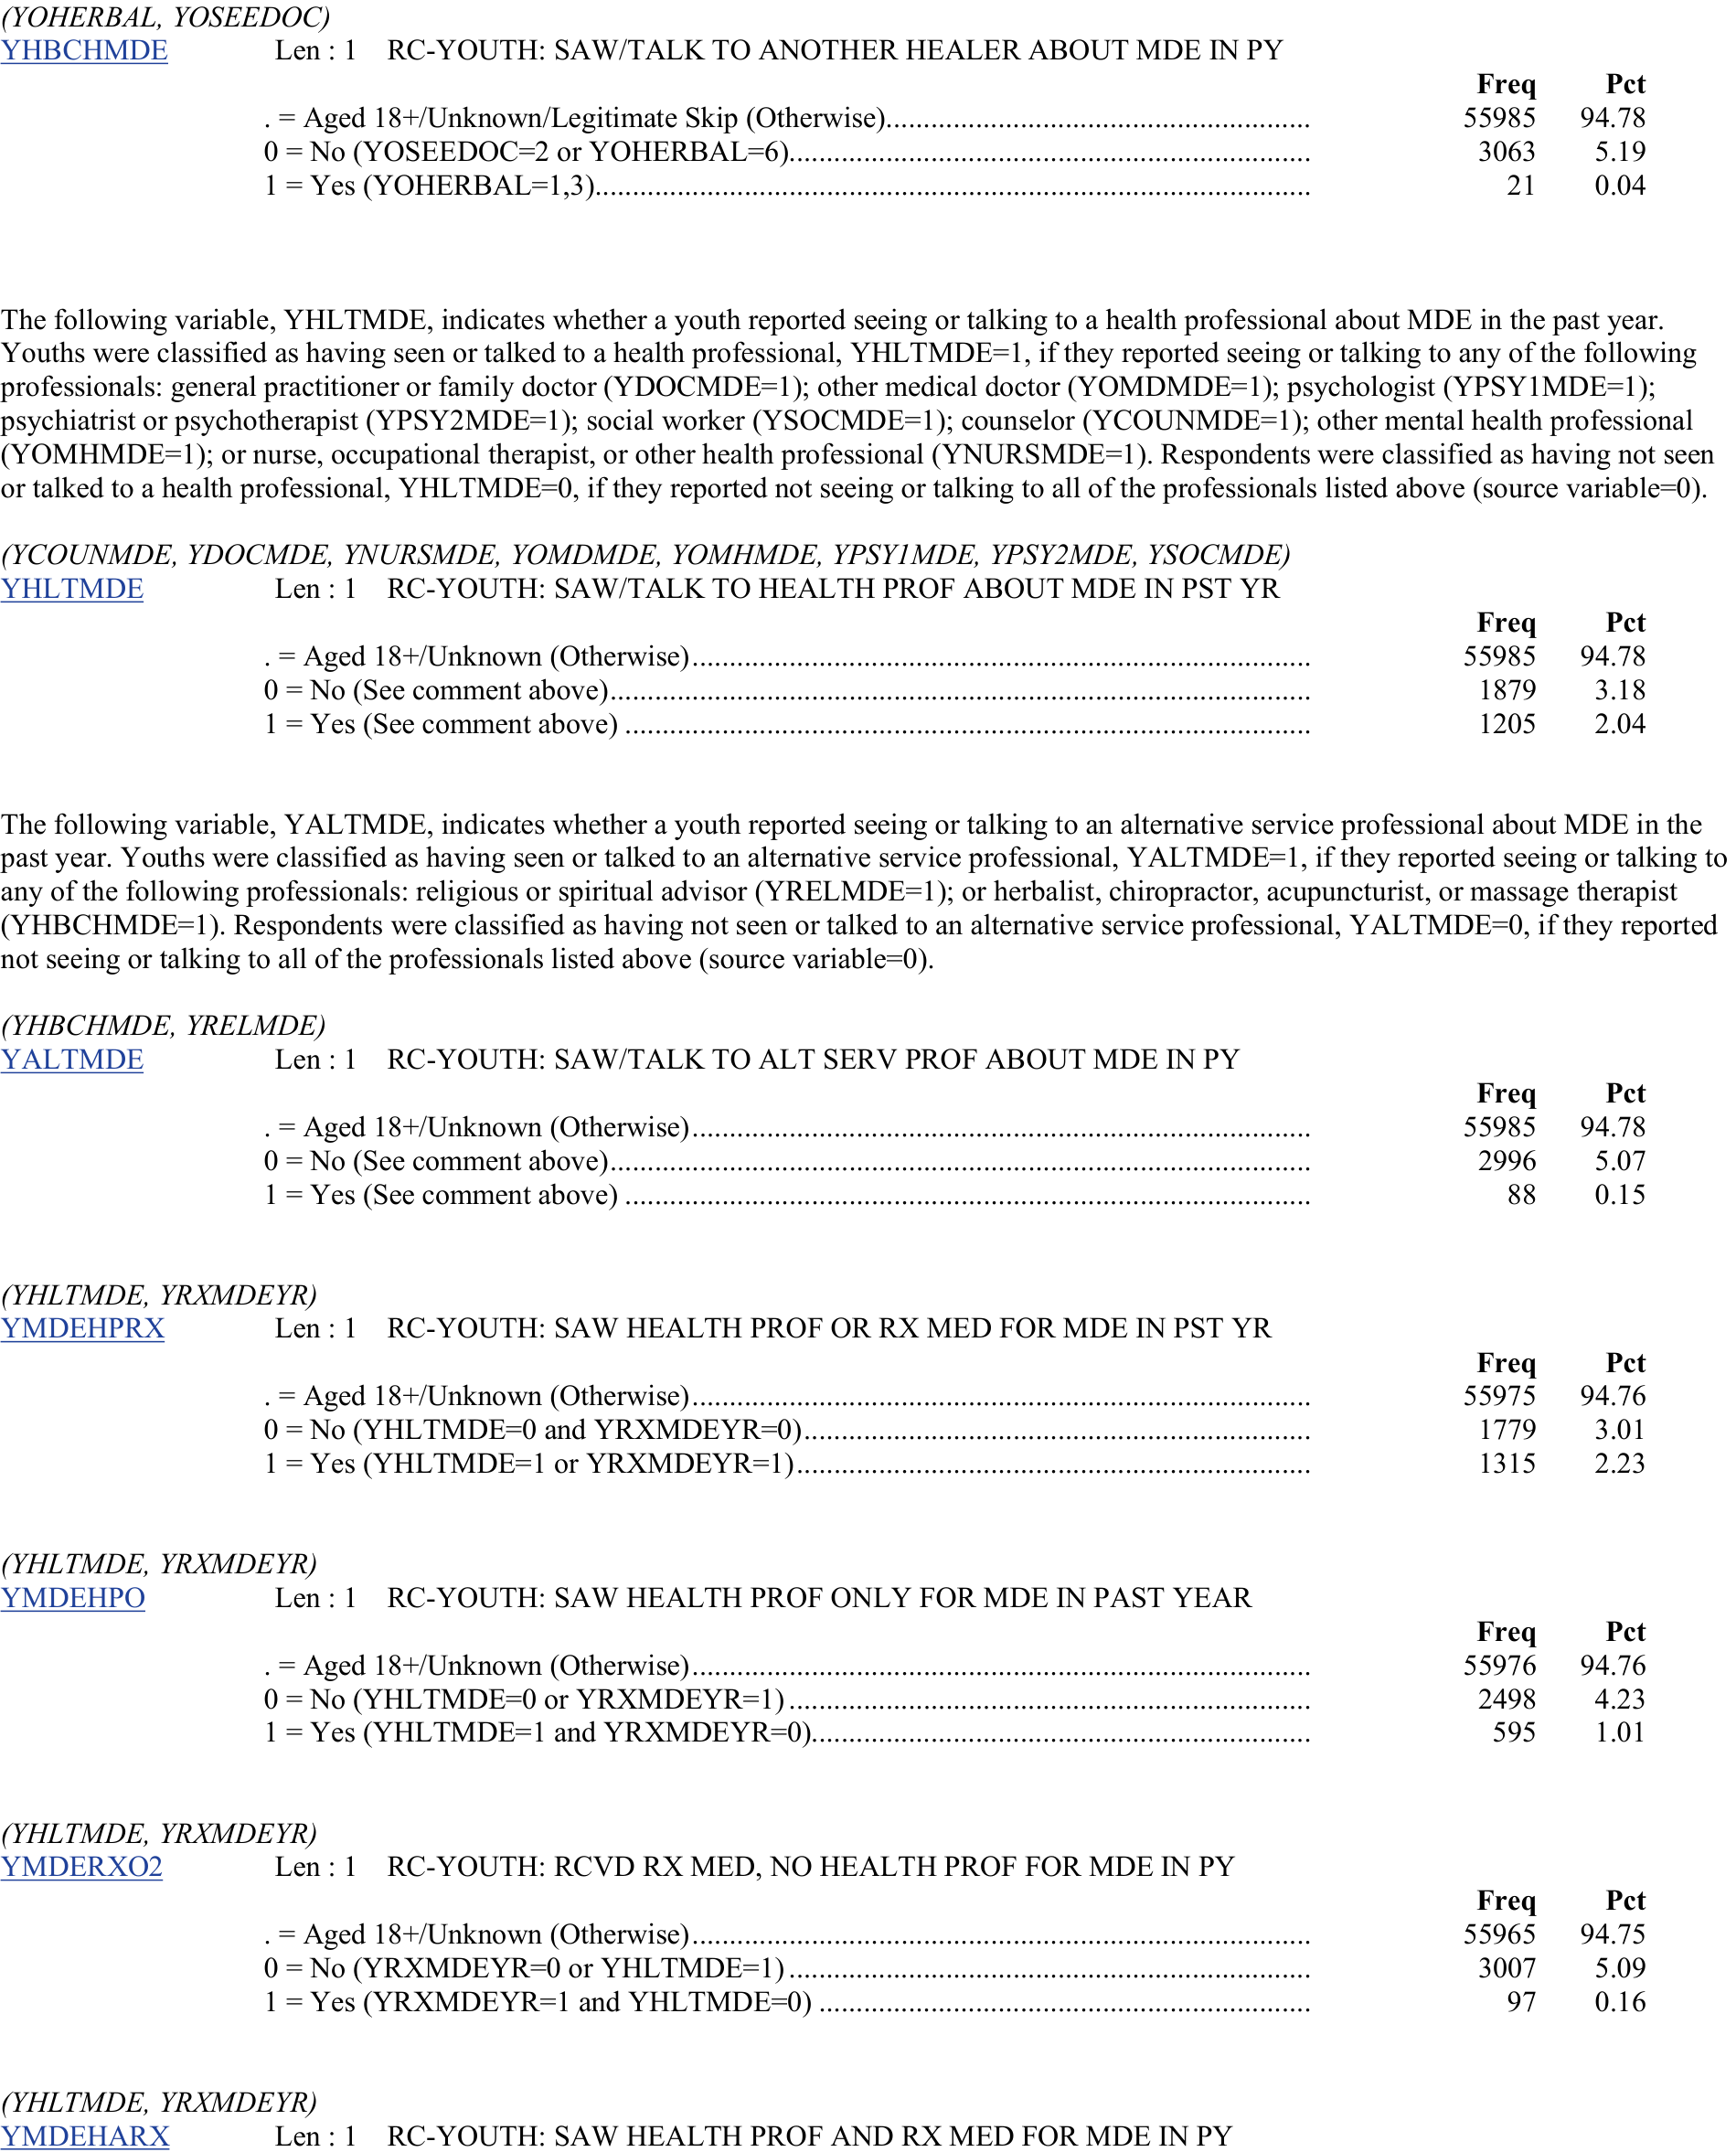 (YOHERBAL, YOSEEDOC)
YHBCHMDE Len : 1 RC-YOUTH: SAW/TALK TO ANOTHER HEALER ABOUT MDE IN PY
Freq Pct
. = Aged 18+/Unknown/Legitimate Skip (Otherwise)......................................................... 55985 94.78
0 = No (YOSEEDOC=2 or YOHERBAL=6)...................................................................... 3063 5.19
1 = Yes (YOHERBAL=1,3)................................................................................................ 21 0.04
The following variable, YHLTMDE, indicates whether a youth reported seeing or talking to a health professional about MDE in the past year.
Youths were classified as having seen or talked to a health professional, YHLTMDE=1, if they reported seeing or talking to any of the following
professionals: general practitioner or family doctor (YDOCMDE=1); other medical doctor (YOMDMDE=1); psychologist (YPSY1MDE=1);
psychiatrist or psychotherapist (YPSY2MDE=1); social worker (YSOCMDE=1); counselor (YCOUNMDE=1); other mental health professional
(YOMHMDE=1); or nurse, occupational therapist, or other health professional (YNURSMDE=1). Respondents were classified as having not seen
or talked to a health professional, YHLTMDE=0, if they reported not seeing or talking to all of the professionals listed above (source variable=0).
(YCOUNMDE, YDOCMDE, YNURSMDE, YOMDMDE, YOMHMDE, YPSY1MDE, YPSY2MDE, YSOCMDE)
YHLTMDE Len : 1 RC-YOUTH: SAW/TALK TO HEALTH PROF ABOUT MDE IN PST YR
Freq Pct
. = Aged 18+/Unknown (Otherwise)................................................................................... 55985 94.78
0 = No (See comment above).............................................................................................. 1879 3.18
1 = Yes (See comment above) ............................................................................................ 1205 2.04
The following variable, YALTMDE, indicates whether a youth reported seeing or talking to an alternative service professional about MDE in the
past year. Youths were classified as having seen or talked to an alternative service professional, YALTMDE=1, if they reported seeing or talking to
any of the following professionals: religious or spiritual advisor (YRELMDE=1); or herbalist, chiropractor, acupuncturist, or massage therapist
(YHBCHMDE=1). Respondents were classified as having not seen or talked to an alternative service professional, YALTMDE=0, if they reported
not seeing or talking to all of the professionals listed above (source variable=0).
(YHBCHMDE, YRELMDE)
YALTMDE Len : 1 RC-YOUTH: SAW/TALK TO ALT SERV PROF ABOUT MDE IN PY
Freq Pct
. = Aged 18+/Unknown (Otherwise)................................................................................... 55985 94.78
0 = No (See comment above).............................................................................................. 2996 5.07
1 = Yes (See comment above) ............................................................................................ 88 0.15
(YHLTMDE, YRXMDEYR)
YMDEHPRX Len : 1 RC-YOUTH: SAW HEALTH PROF OR RX MED FOR MDE IN PST YR
Freq Pct
. = Aged 18+/Unknown (Otherwise)................................................................................... 55975 94.76
0 = No (YHLTMDE=0 and YRXMDEYR=0).................................................................... 1779 3.01
1 = Yes (YHLTMDE=1 or YRXMDEYR=1)..................................................................... 1315 2.23
(YHLTMDE, YRXMDEYR)
YMDEHPO Len : 1 RC-YOUTH: SAW HEALTH PROF ONLY FOR MDE IN PAST YEAR
Freq Pct
. = Aged 18+/Unknown (Otherwise)................................................................................... 55976 94.76
0 = No (YHLTMDE=0 or YRXMDEYR=1) ...................................................................... 2498 4.23
1 = Yes (YHLTMDE=1 and YRXMDEYR=0)................................................................... 595 1.01
(YHLTMDE, YRXMDEYR)
YMDERXO2 Len : 1 RC-YOUTH: RCVD RX MED, NO HEALTH PROF FOR MDE IN PY
Freq Pct
. = Aged 18+/Unknown (Otherwise)................................................................................... 55965 94.75
0 = No (YRXMDEYR=0 or YHLTMDE=1) ...................................................................... 3007 5.09
1 = Yes (YRXMDEYR=1 and YHLTMDE=0) .................................................................. 97 0.16
(YHLTMDE, YRXMDEYR)
YMDEHARX Len : 1 RC-YOUTH: SAW HEALTH PROF AND RX MED FOR MDE IN PY